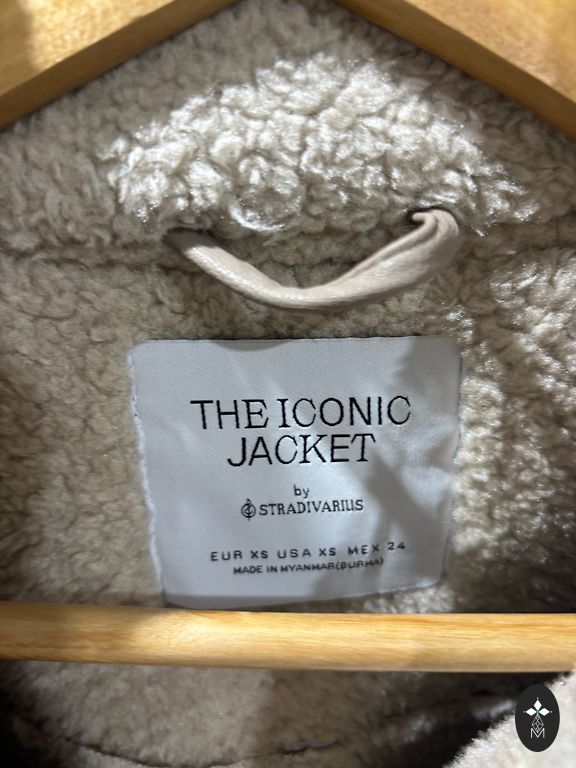 THE ICONIC
JACKET
by
STRADIVARIUS
EUR XS USA XS MEX 24
MADE IN MYANMAR(BURMA)